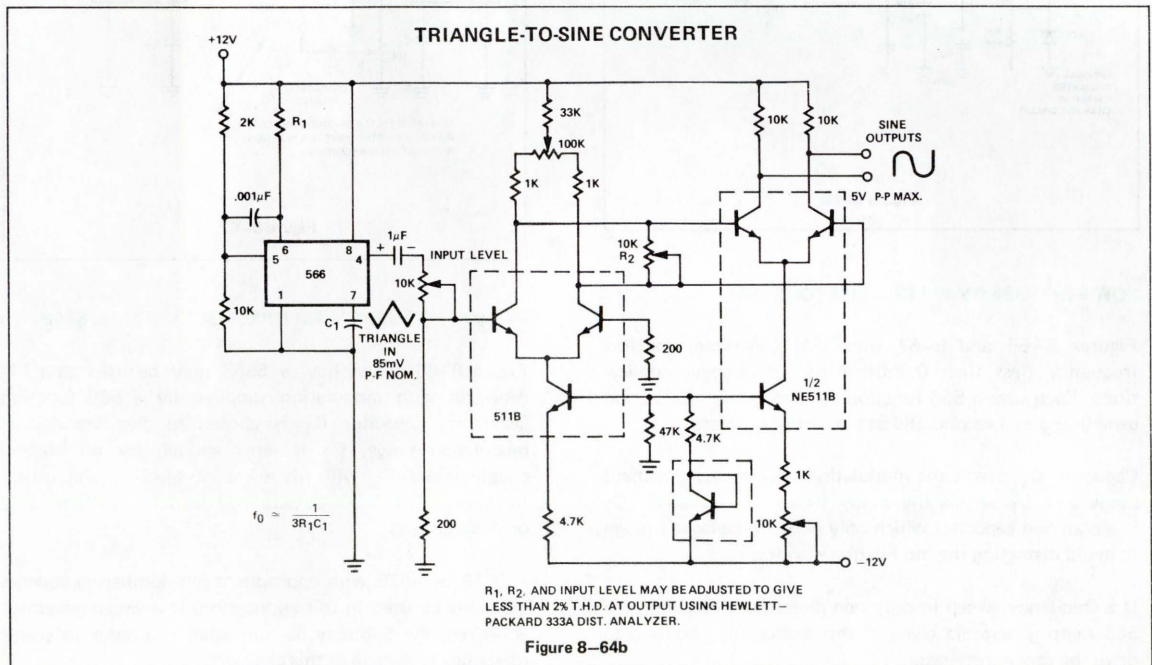 TRIANGLE-TO-SINE CONVERTER
+12V
2K
R1
33K
100K
1K
1K
10K
10K
SINE
OUTPUTS
.001µF
1µF
+ −
6
5
8
4
566
1
7
INPUT LEVEL
10K
10K
R2
.5V P-P MAX.
10K
C1
TRIANGLE
IN
85mV
P-P NOM.
200
511B
1/2
NE511B
47K
4.7K
1K
f0 ≃ 1/3R1C1
200
4.7K
10K
−12V
R1, R2, AND INPUT LEVEL MAY BE ADJUSTED TO GIVE
LESS THAN 2% T.H.D. AT OUTPUT USING HEWLETT–
PACKARD 333A DIST. ANALYZER.
Figure 8–64b